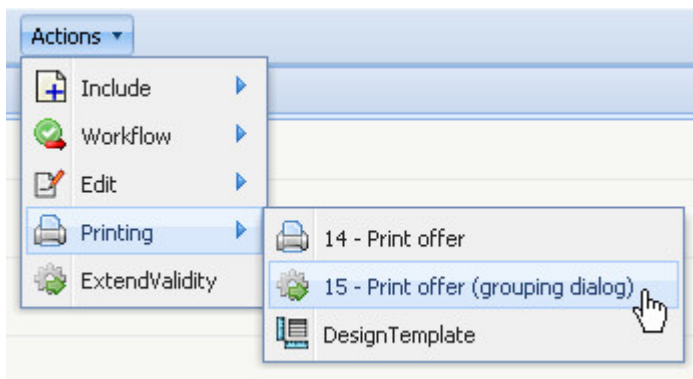 Actions
Include
Workflow
Edit
Printing
14 - Print offer
15 - Print offer (grouping dialog)
ExtendValidity
DesignTemplate